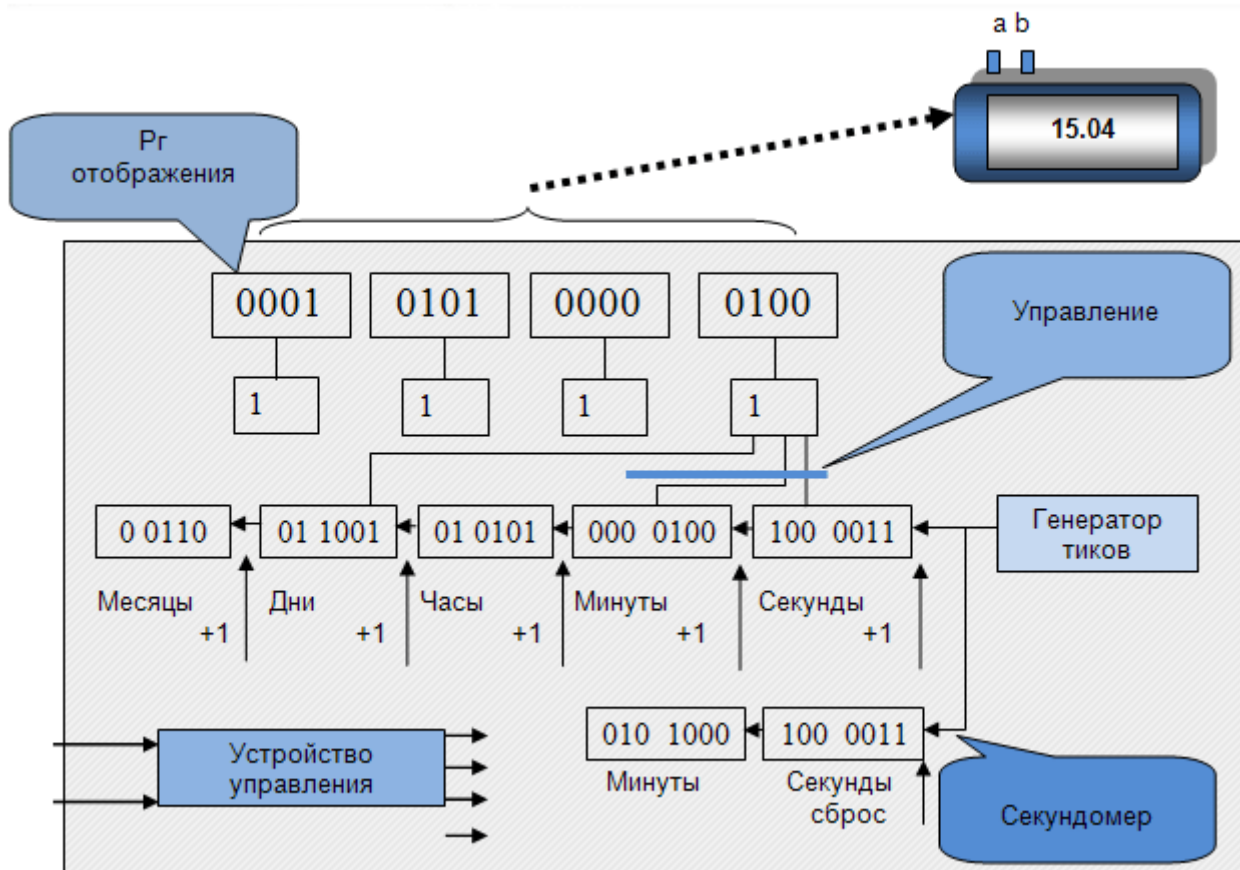 a b
15.04
Рг
отображения
0001 0101 0000 0100
Управление
1 1 1 1
0 0110 01 1001 01 0101 000 0100 100 0011
Генератор
тиков
Месяцы Дни Часы Минуты Секунды
+1 +1 +1 +1 +1
010 1000 100 0011
Устройство
управления
Минуты Секунды
сброс
Секундомер